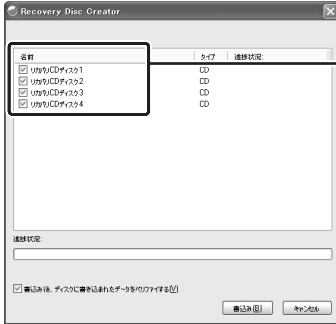 Recovery Disc Creator
名前 タイプ 進捗状況:
リカバリCDディスク1 CD
リカバリCDディスク2 CD
リカバリCDディスク3 CD
リカバリCDディスク4 CD
進捗状況:
書込み後、ディスクに書き込まれたデータをベリファイする(V)
書込み(B) キャンセル